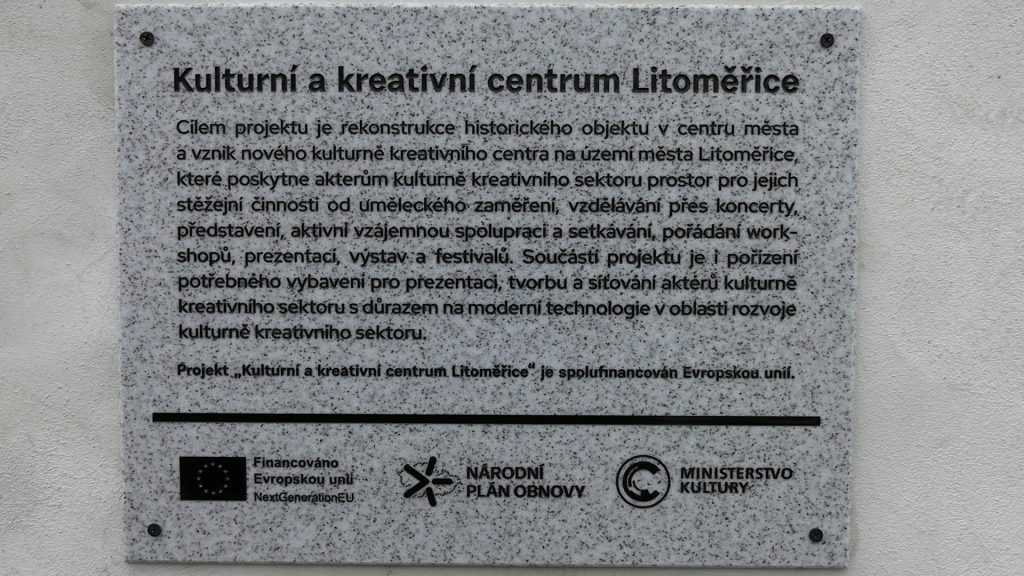 Kulturní a kreativní centrum Litoměřice
Cílem projektu je rekonstrukce historického objektu v centru města
a vznik nového kulturně kreativního centra na území města Litoměřice,
které poskytne akterům kulturně kreativního sektoru prostor pro jejich
stěžejní činnosti od uměleckého zaměření, vzdělávání přes koncerty,
představení, aktivní vzájemnou spolupraci a setkávání, pořádání work-
shopů, prezentací, výstav a festivalů. Součástí projektu je i pořízení
potřebného vybavení pro prezentaci, tvorbu a síťování aktérů kulturně
kreativního sektoru s důrazem na moderní technologie v oblasti rozvoje
kulturně kreativního sektoru.
Projekt „Kulturní a kreativní centrum Litoměřice" je spolufinancován Evropskou unií.
Financováno
Evropskou unií
NextGenerationEU
NÁRODNÍ
PLÁN OBNOVY
MINISTERSTVO
KULTURY